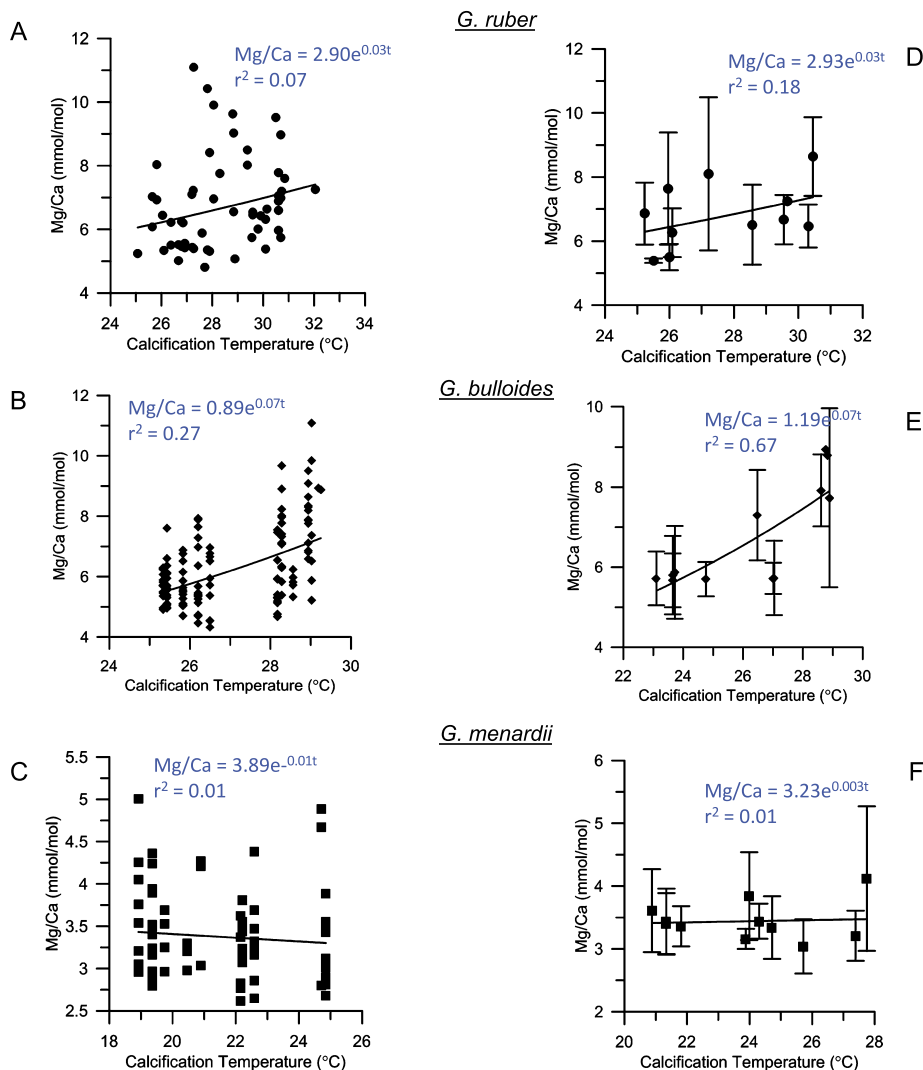 G. ruber
A
Mg/Ca = 2.90e^0.03t
r² = 0.07
12
10
8
6
4
Mg/Ca (mmol/mol)
24 26 28 30 32 34
Calcification Temperature (°C)
D
Mg/Ca = 2.93e^0.03t
r² = 0.18
12
10
8
6
4
Mg/Ca (mmol/mol)
24 26 28 30 32
Calcification Temperature (°C)
G. bulloides
B
Mg/Ca = 0.89e^0.07t
r² = 0.27
12
10
8
6
4
Mg/Ca (mmol/mol)
24 26 28 30
Calcification Temperature (°C)
E
Mg/Ca = 1.19e^0.07t
r² = 0.67
10
8
6
4
Mg/Ca (mmol/mol)
22 24 26 28 30
Calcification Temperature (°C)
G. menardii
C
Mg/Ca = 3.89e-^0.01t
r² = 0.01
5.5
5
4.5
4
3.5
3
2.5
Mg/Ca (mmol/mol)
18 20 22 24 26
Calcification Temperature (°C)
F
Mg/Ca = 3.23e^0.003t
r² = 0.01
6
5
4
3
2
Mg/Ca (mmol/mol)
20 22 24 26 28
Calcification Temperature (°C)